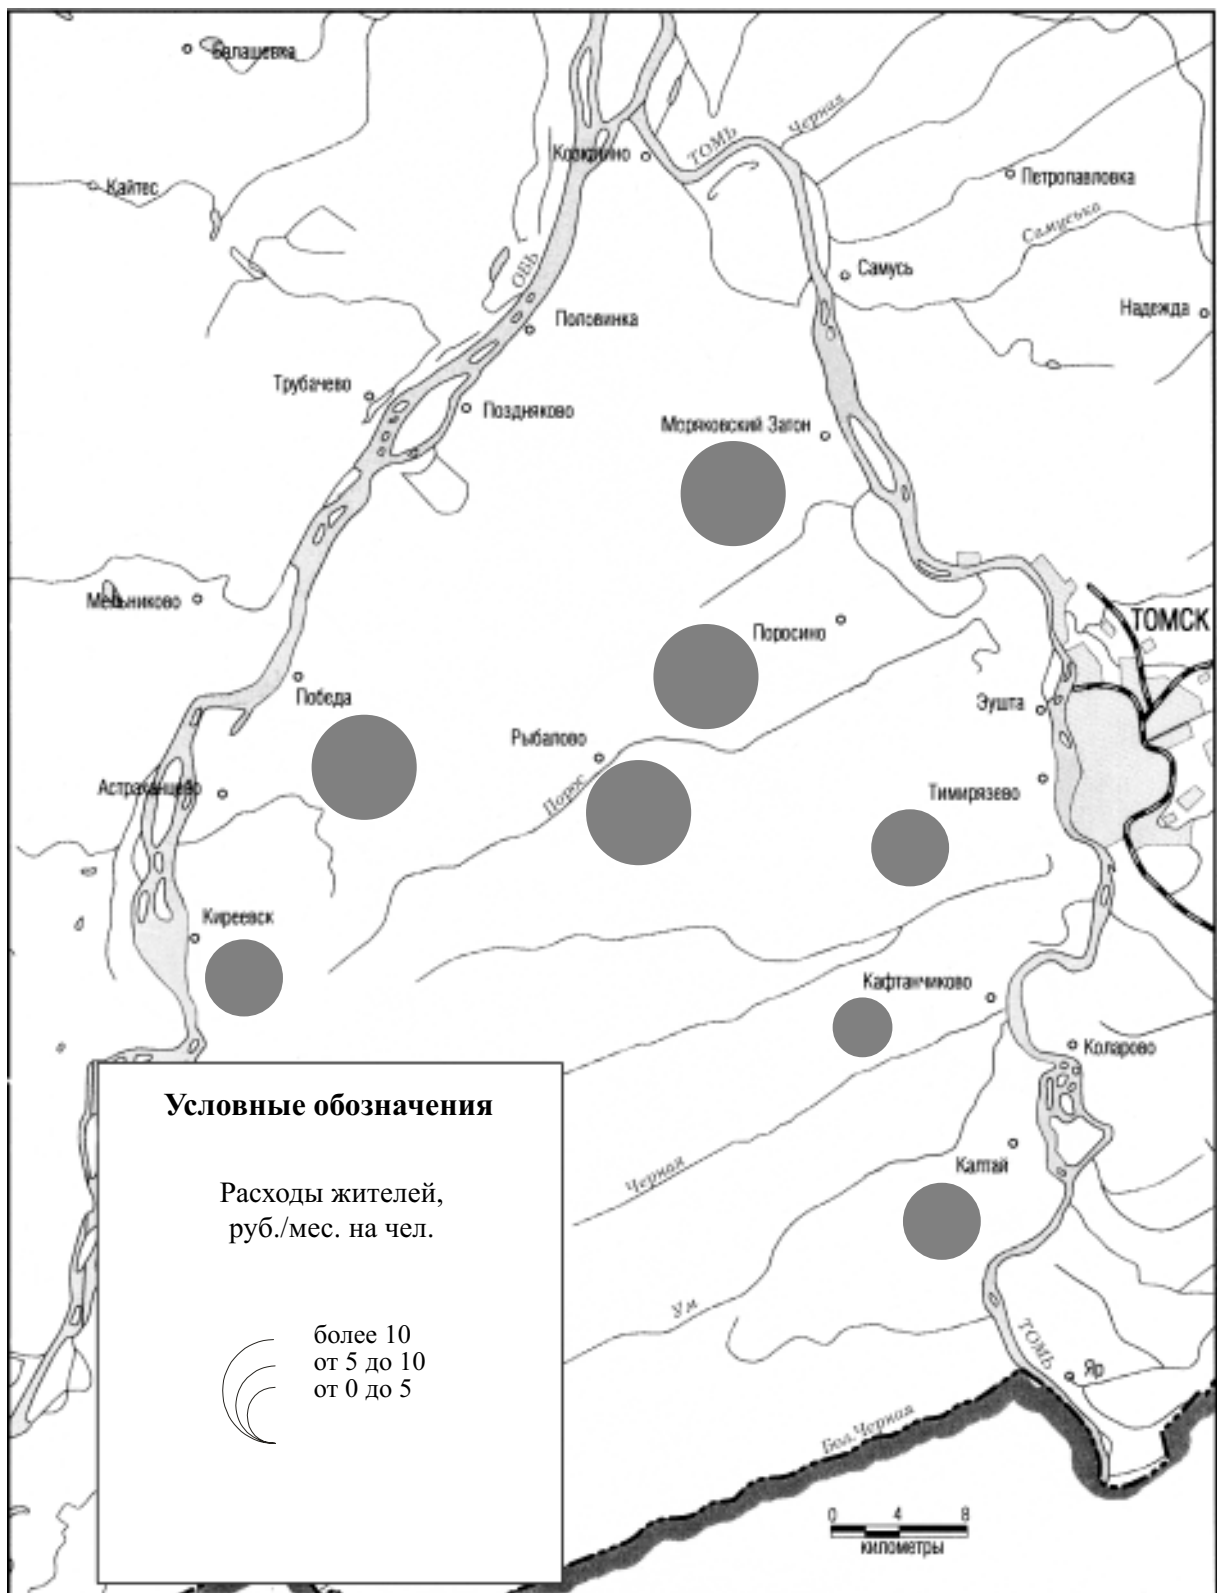 Балашевка
Черная
ТОМЬ
Кайтес
Петропавловка
Самуська
ОБЬ
Самусь
Надежда
Половинка
Трубачево
Поздняково
Моряковский Затон
Мельниково
Поросино
ТОМСК
Победа
Эушта
Рыбалово
Порос
Астраханцево
Тимирязево
Киреевск
Кафтанчиково
Коларово
Условные обозначения
Черная
Калтай
Расходы жителей,
руб./мес. на чел.
Ум
более 10
от 5 до 10
от 0 до 5
ТОМЬ
Яр
Бол.Черная
0 4 8
километры